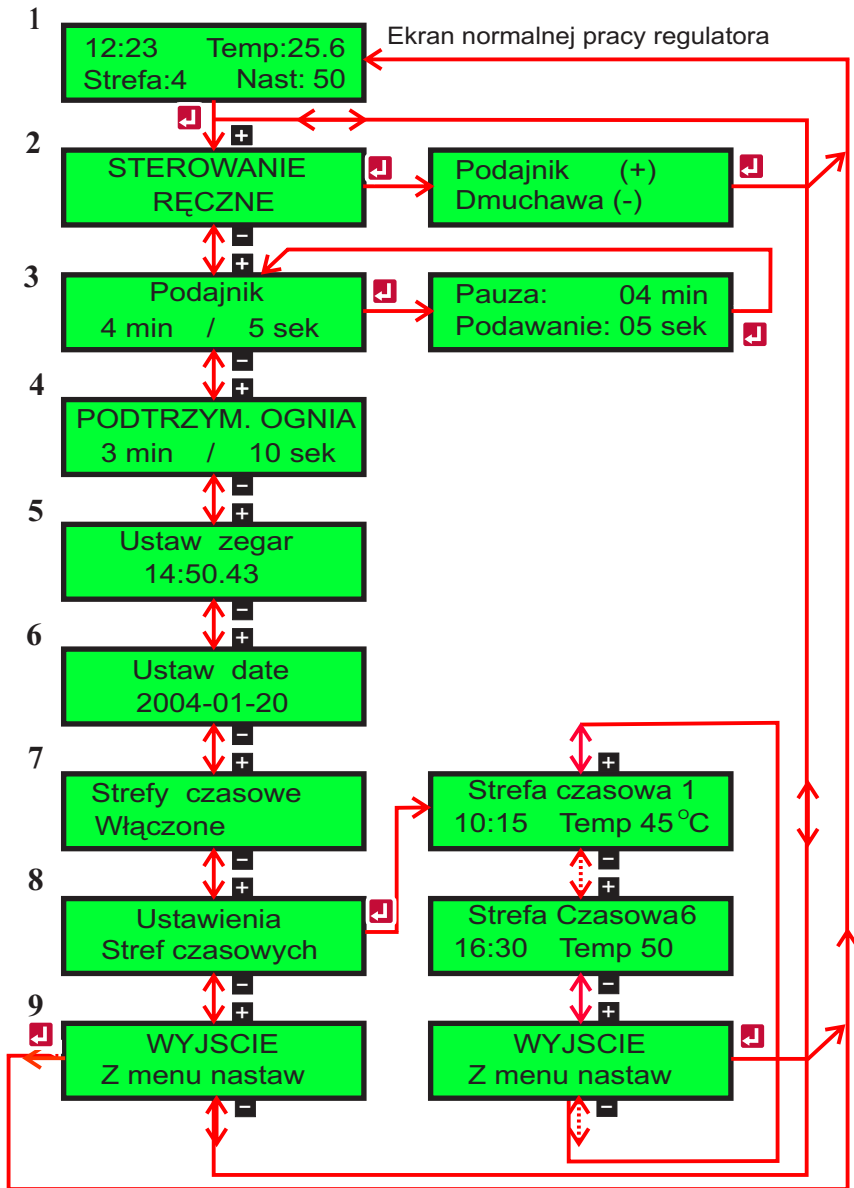 1
12:23 Temp:25.6
Strefa:4 Nast: 50
Ekran normalnej pracy regulatora
+
2
STEROWANIE
RĘCZNE
Podajnik (+)
Dmuchawa (-)
−
+
3
Podajnik
4 min / 5 sek
Pauza: 04 min
Podawanie: 05 sek
−
+
4
PODTRZYM. OGNIA
3 min / 10 sek
−
+
5
Ustaw zegar
14:50.43
−
+
6
Ustaw date
2004-01-20
−
+
7
Strefy czasowe
Włączone
+
Strefa czasowa 1
10:15 Temp 45°C
−
+
−
+
8
Ustawienia
Stref czasowych
Strefa Czasowa6
16:30 Temp 50
−
+
−
+
9
WYJSCIE
Z menu nastaw
WYJSCIE
Z menu nastaw
−
−